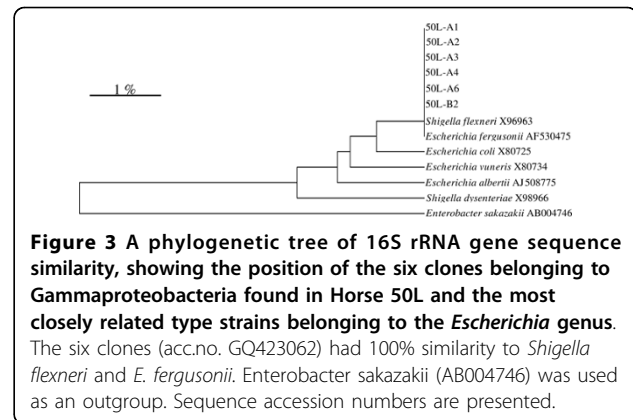 50L-A1
50L-A2
50L-A3
50L-A4
1 %
50L-A6
50L-B2
Shigella flexneri X96963
Escherichia fergusonii AF530475
Escherichia coli X80725
Escherichia vuneris X80734
Escherichia albertii AJ508775
Shigella dysenteriae X98966
Enterobacter sakazakii AB004746
Figure 3 A phylogenetic tree of 16S rRNA gene sequence
similarity, showing the position of the six clones belonging to
Gammaproteobacteria found in Horse 50L and the most
closely related type strains belonging to the Escherichia genus.
The six clones (acc.no. GQ423062) had 100% similarity to Shigella
flexneri and E. fergusonii. Enterobacter sakazakii (AB004746) was used
as an outgroup. Sequence accession numbers are presented.